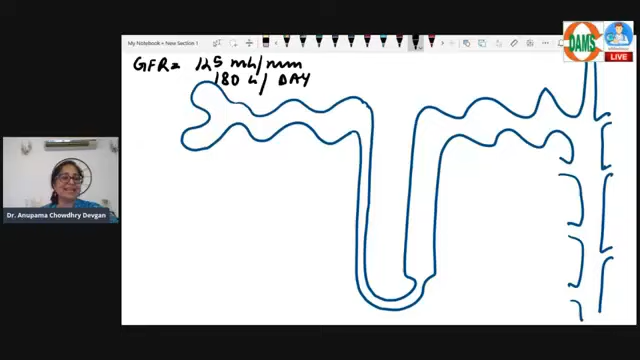 My Notebook » New Section 1
DAMS
LIVE
GFR = 125 ml/min
180 L/DAY
Dr. Anupama Chowdhry Devgan